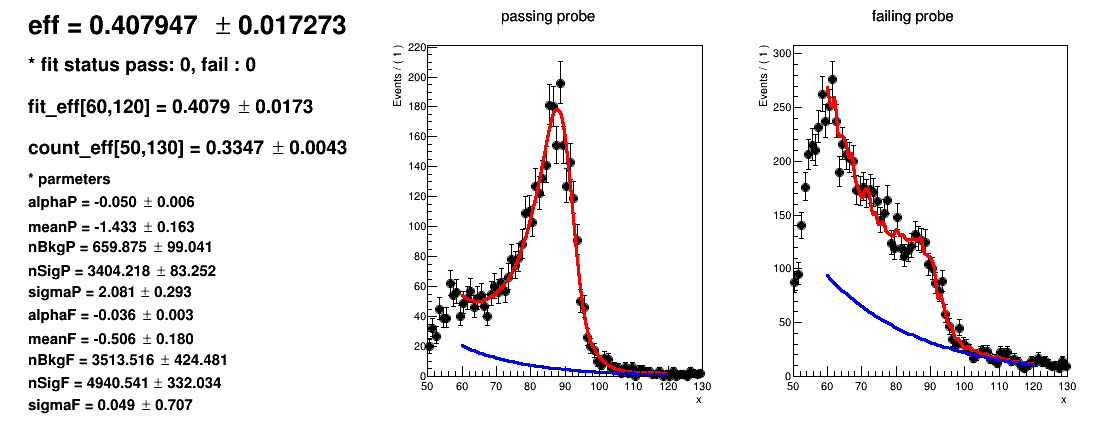 eff = 0.407947 ± 0.017273
* fit status pass: 0, fail : 0
fit_eff[60,120] = 0.4079 ± 0.0173
count_eff[50,130] = 0.3347 ± 0.0043
* parmeters
alphaP = -0.050 ± 0.006
meanP = -1.433 ± 0.163
nBkgP = 659.875 ± 99.041
nSigP = 3404.218 ± 83.252
sigmaP = 2.081 ± 0.293
alphaF = -0.036 ± 0.003
meanF = -0.506 ± 0.180
nBkgF = 3513.516 ± 424.481
nSigF = 4940.541 ± 332.034
sigmaF = 0.049 ± 0.707
passing probe
Events / ( 1 )
220
200
180
160
140
120
100
80
60
40
20
0
50 60 70 80 90 100 110 120 130
x
failing probe
Events / ( 1 )
300
250
200
150
100
50
0
50 60 70 80 90 100 110 120 130
x